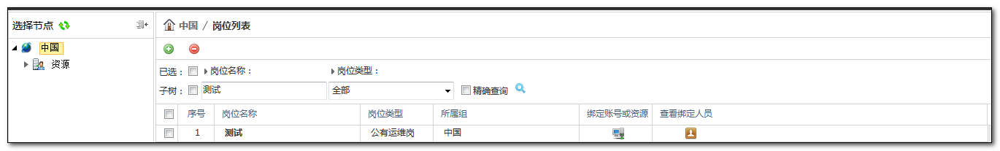 选择节点
中国
资源
中国 / 岗位列表
已选： 岗位名称： 岗位类型：
子树： 测试 全部 精确查询
序号 岗位名称 岗位类型 所属组 绑定账号或资源 查看绑定人员
1 测试 公有运维岗 中国